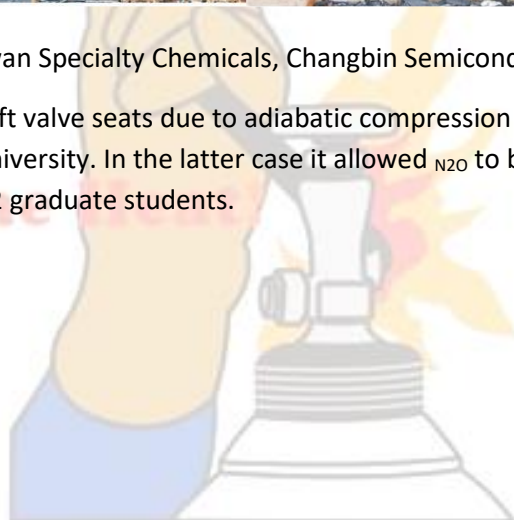 van Specialty Chemicals, Changbin Semicond
ft valve seats due to adiabatic compression
niversity. In the latter case it allowed N2O to b
graduate students.